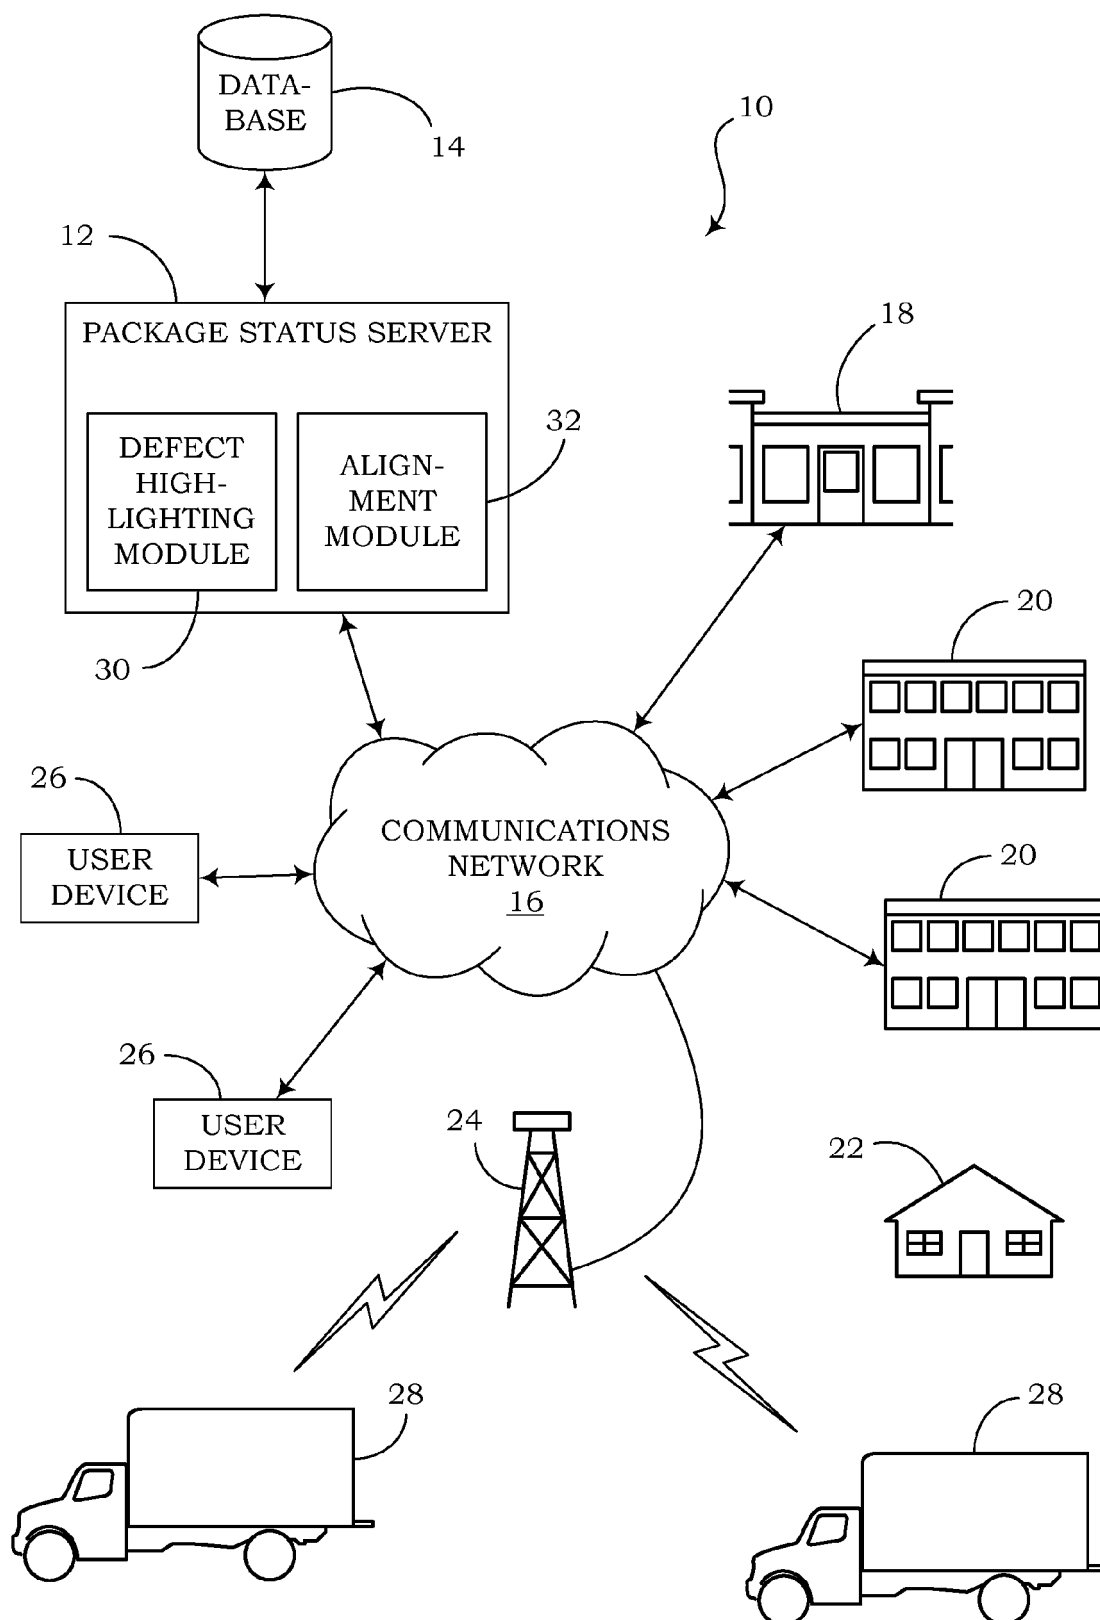 DATA-
BASE
14
10
12
PACKAGE STATUS SERVER
18
DEFECT
HIGH-
LIGHTING
MODULE
ALIGN-
MENT
MODULE
32
30
20
26
COMMUNICATIONS
NETWORK
16
USER
DEVICE
20
26
USER
DEVICE
24
22
28
28